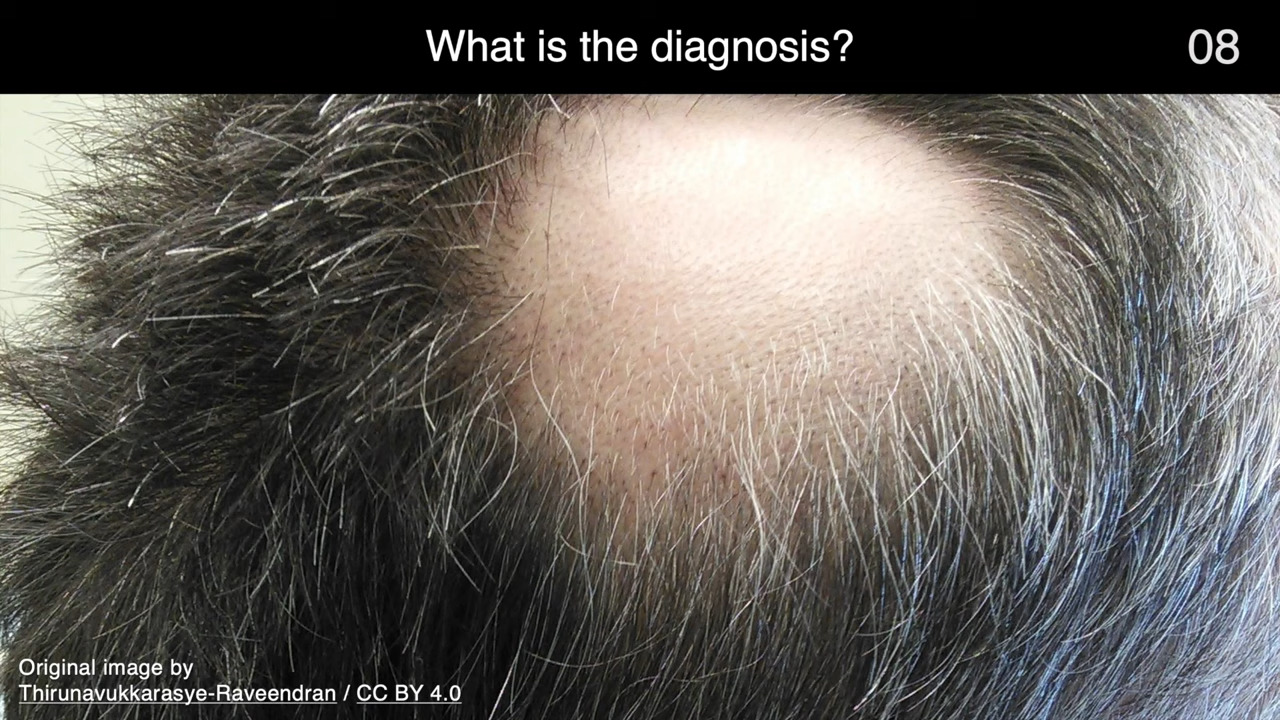 What is the diagnosis?
08
Original image by
Thirunavukkarasye-Raveendran / CC BY 4.0